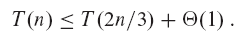 T(n) ≤ T(2n/3) + Θ(1) .